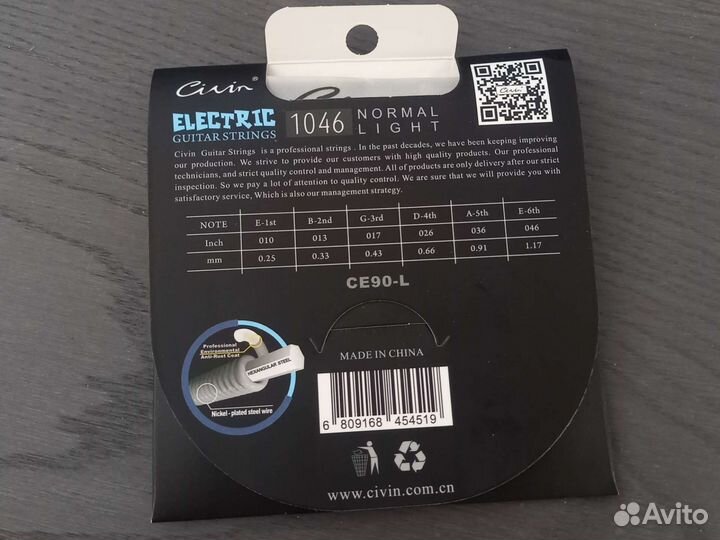 Civin®
ELECTRIC
GUITAR STRINGS
1046
NORMAL
LIGHT
Civin Guitar Strings is a professional strings . In the past decades, we have been keeping improving
our production. We strive to provide our customers with high quality products. Our professional
technicians, and strict quality control and management. All of products are only delivery after our strict
inspection. So we pay a lot of attention to quality control. We are sure that we will provide you with
satisfactory service, Which is also our management strategy.
NOTE E-1st B-2nd G-3rd D-4th A-5th E-6th
Inch 010 013 017 026 036 046
mm 0.25 0.33 0.43 0.66 0.91 1.17
CE90-L
Professional
Environmental
Anti-Rust Coat
HEXANGULAR STEEL
Nickel - plated steel wire
MADE IN CHINA
6 809168 454519
www.civin.com.cn
Avito